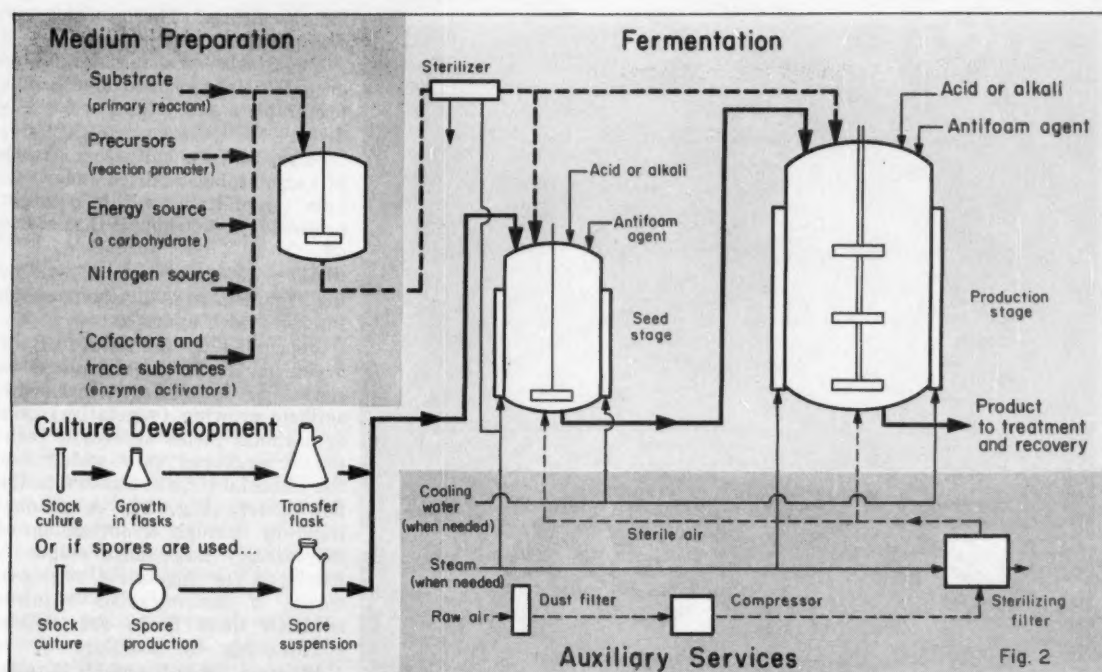 Medium Preparation
Substrate
(primary reactant)
Precursors
(reaction promoter)
Energy source
(a carbohydrate)
Nitrogen source
Cofactors and
trace substances
(enzyme activators)
Fermentation
Sterilizer
Acid or alkali
Antifoam
agent
Seed
stage
Acid or alkali
Antifoam agent
Production
stage
Product
to treatment
and recovery
Culture Development
Stock
culture
Growth
in flasks
Transfer
flask
Or if spores are used...
Stock
culture
Spore
production
Spore
suspension
Cooling
water
(when needed)
Sterile air
Steam
(when needed)
Raw air
Dust filter
Compressor
Sterilizing
filter
Auxiliary Services
Fig. 2